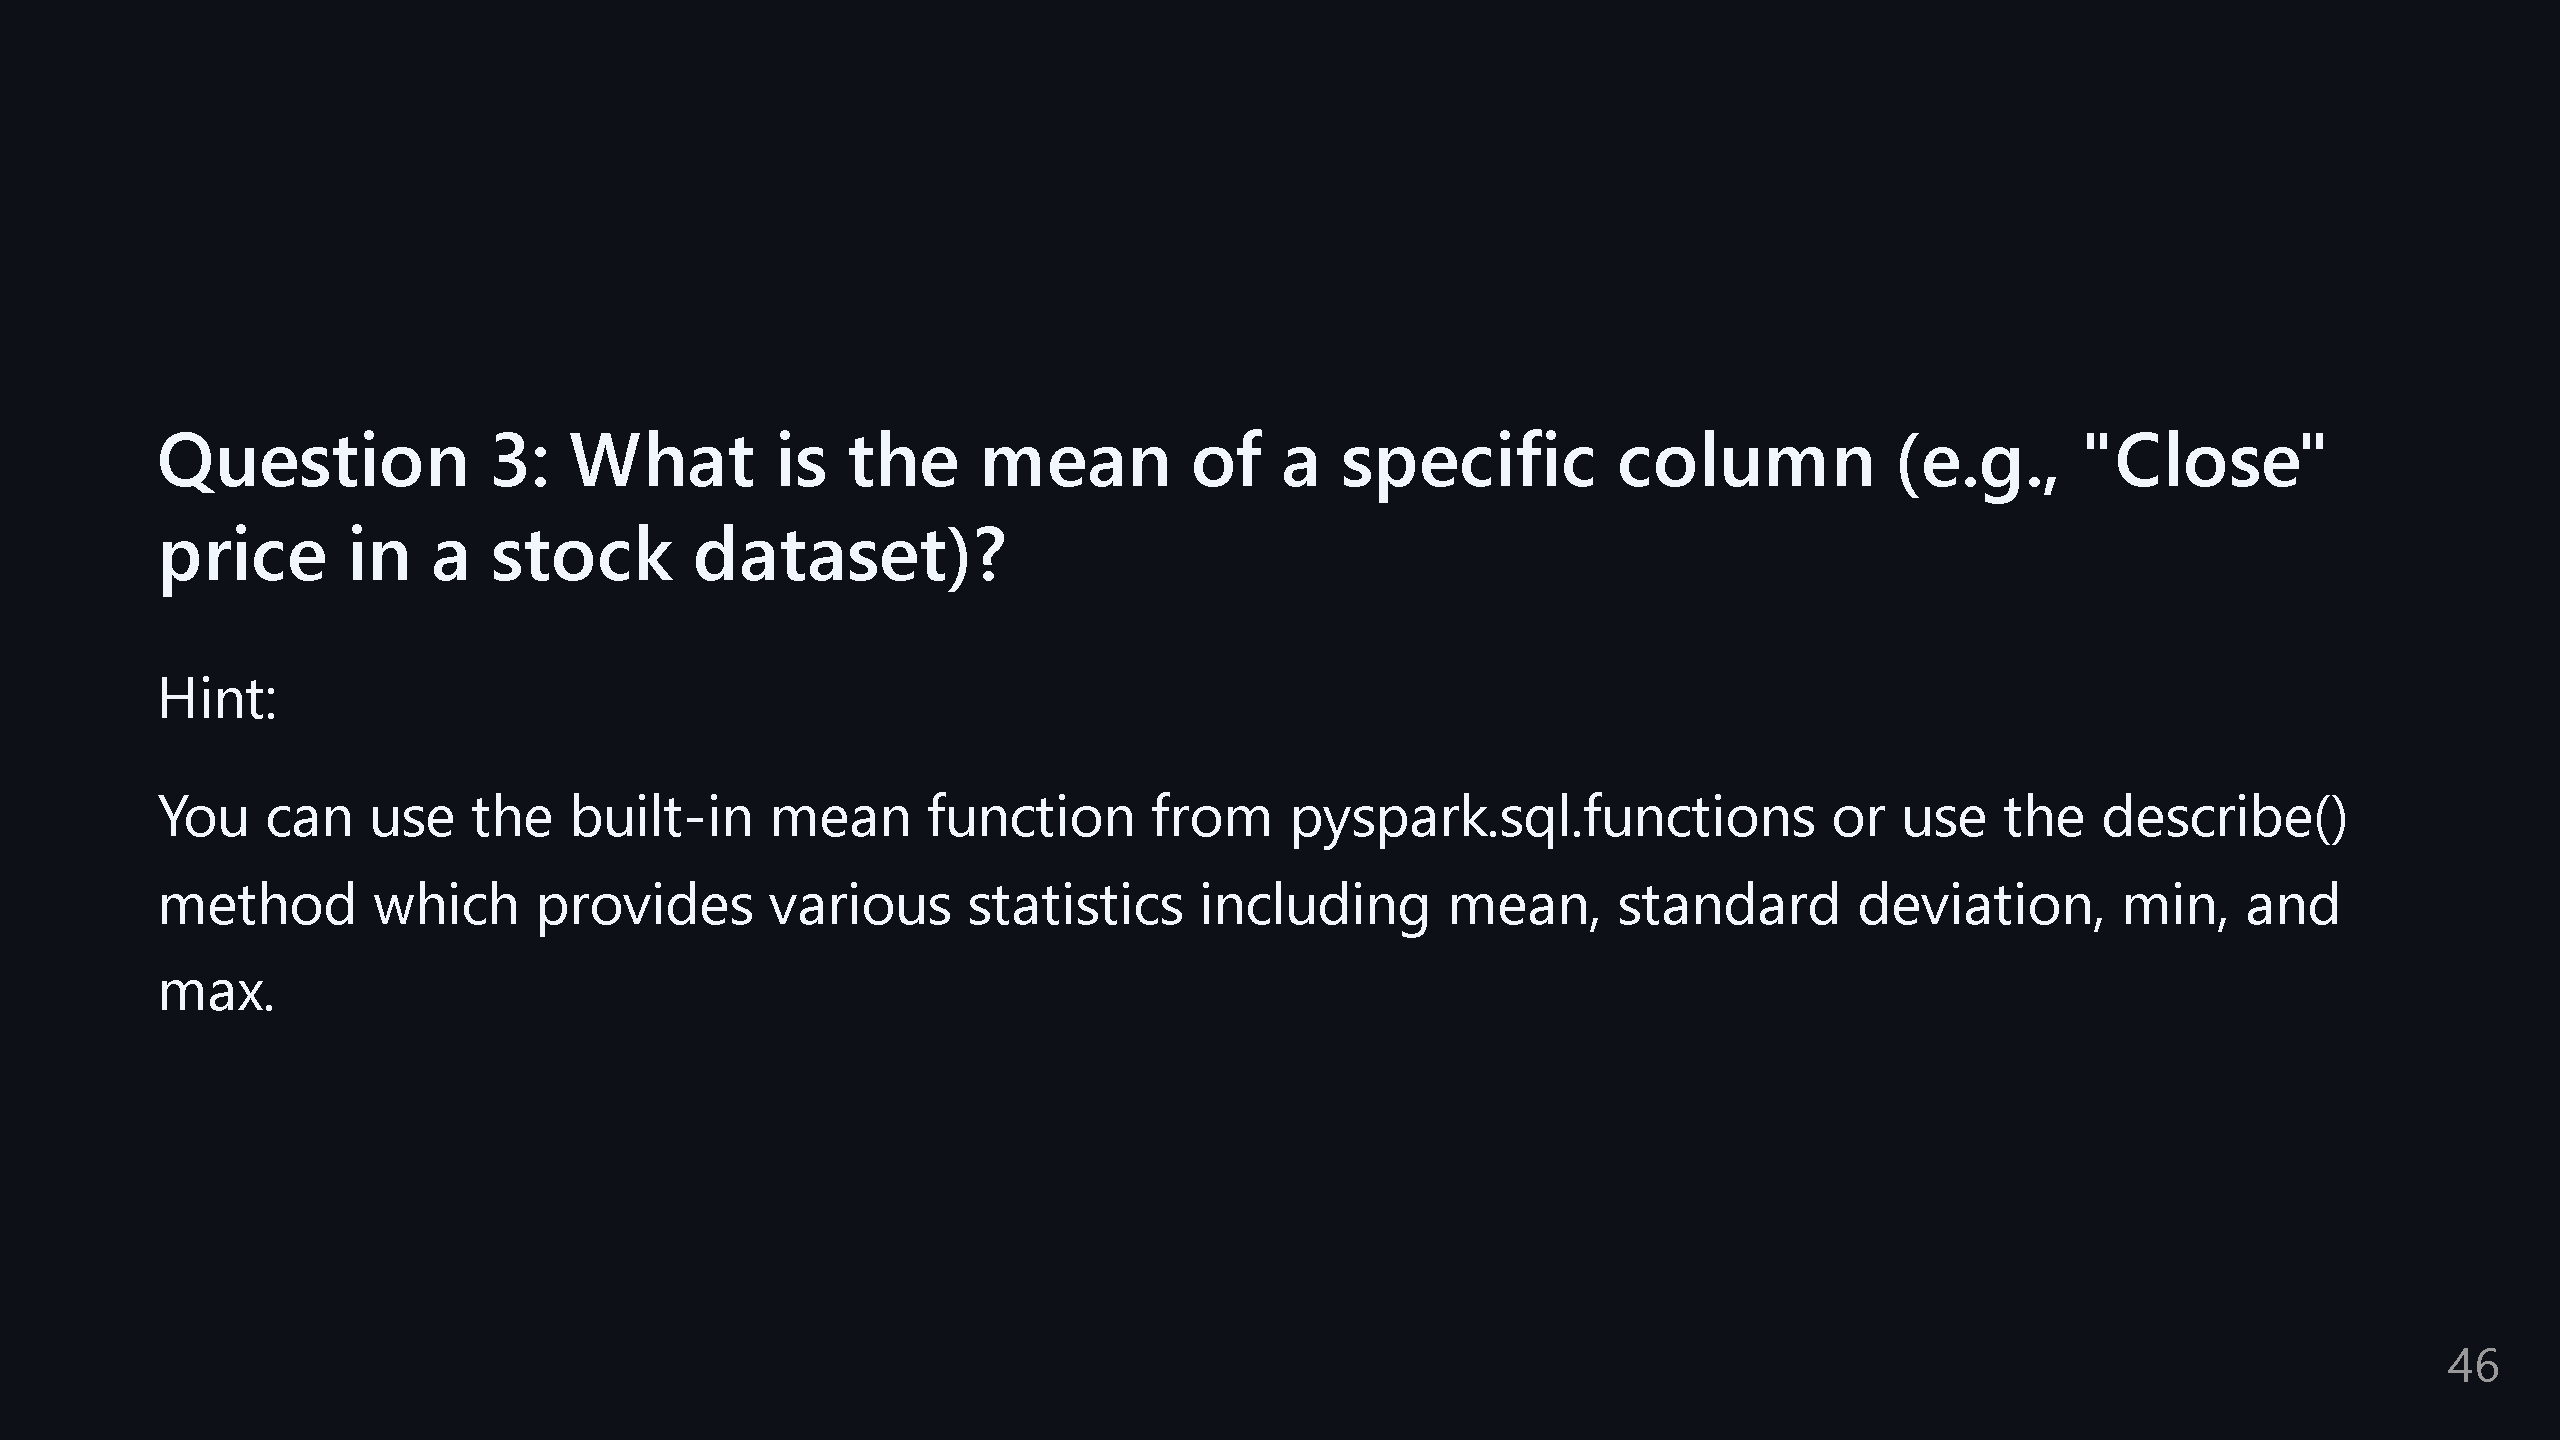 Question 3: What is the mean of a specific column (e.g., "Close"
price in a stock dataset)?
Hint:
You can use the built-in mean function from pyspark.sql.functions or use the describe()
method which provides various statistics including mean, standard deviation, min, and
max.
46